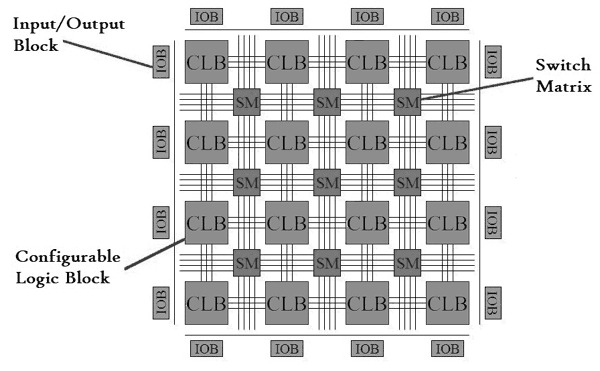 IOB IOB IOB IOB
Input/Output
Block
IOB CLB CLB CLB CLB IOB
Switch
Matrix
SM SM SM
IOB CLB CLB CLB CLB IOB
SM SM SM
IOB CLB CLB CLB CLB IOB
Configurable
Logic Block
SM SM SM
IOB CLB CLB CLB CLB IOB
IOB IOB IOB IOB